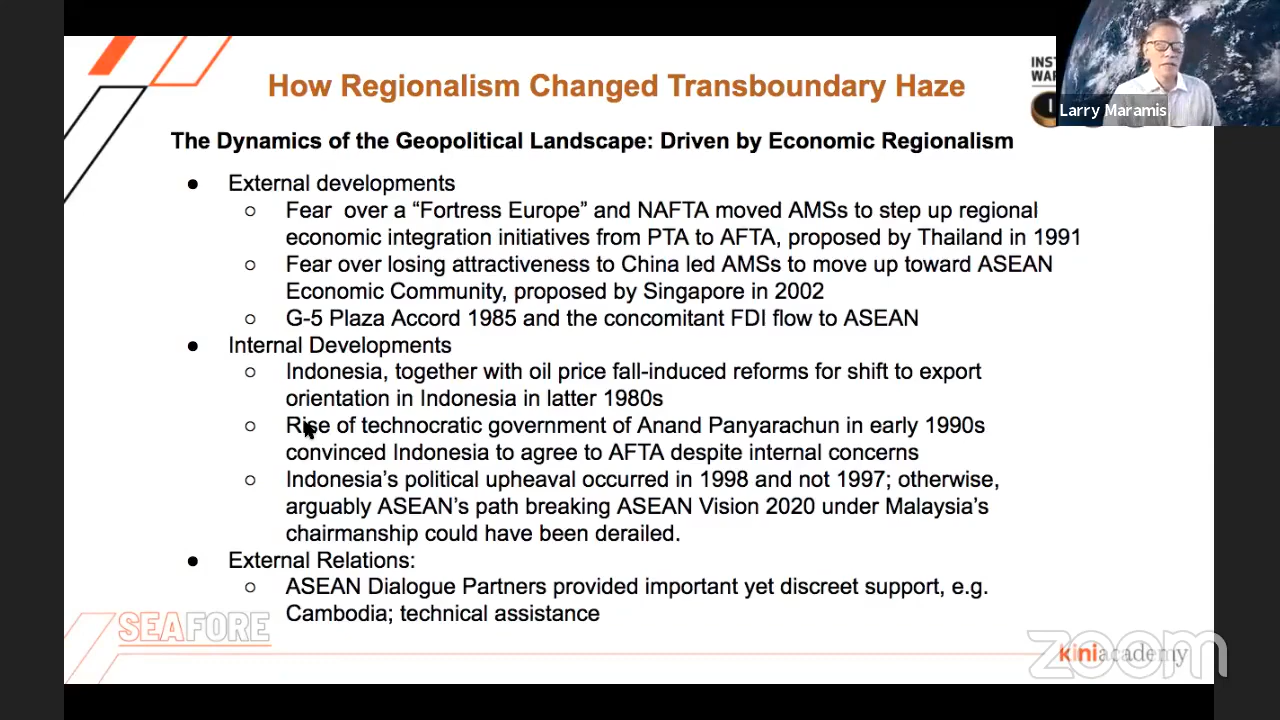 How Regionalism Changed Transboundary Haze
INST
WAR
Larry Maramis
The Dynamics of the Geopolitical Landscape: Driven by Economic Regionalism
● External developments
○ Fear over a “Fortress Europe” and NAFTA moved AMSs to step up regional
economic integration initiatives from PTA to AFTA, proposed by Thailand in 1991
○ Fear over losing attractiveness to China led AMSs to move up toward ASEAN
Economic Community, proposed by Singapore in 2002
○ G-5 Plaza Accord 1985 and the concomitant FDI flow to ASEAN
● Internal Developments
○ Indonesia, together with oil price fall-induced reforms for shift to export
orientation in Indonesia in latter 1980s
○ Rise of technocratic government of Anand Panyarachun in early 1990s
convinced Indonesia to agree to AFTA despite internal concerns
○ Indonesia’s political upheaval occurred in 1998 and not 1997; otherwise,
arguably ASEAN’s path breaking ASEAN Vision 2020 under Malaysia’s
chairmanship could have been derailed.
● External Relations:
○ ASEAN Dialogue Partners provided important yet discreet support, e.g.
Cambodia; technical assistance
SEAFORE
kiniacademy
zoom